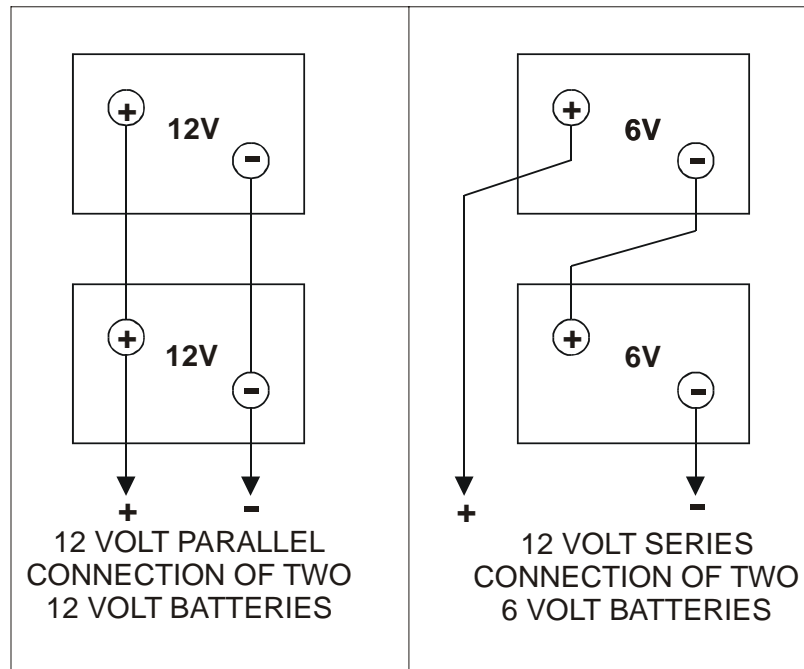 +
12V
-
+
12V
-
+ -
12 VOLT PARALLEL
CONNECTION OF TWO
12 VOLT BATTERIES
+
6V
-
+
6V
-
+ -
12 VOLT SERIES
CONNECTION OF TWO
6 VOLT BATTERIES